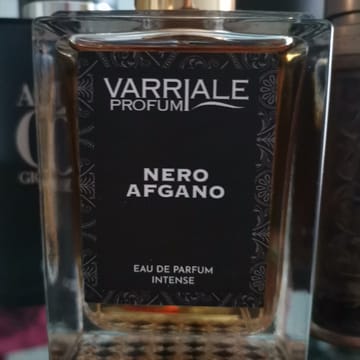 VARRIALE
PROFUMI
NERO
AFGANO
EAU DE PARFUM
INTENSE